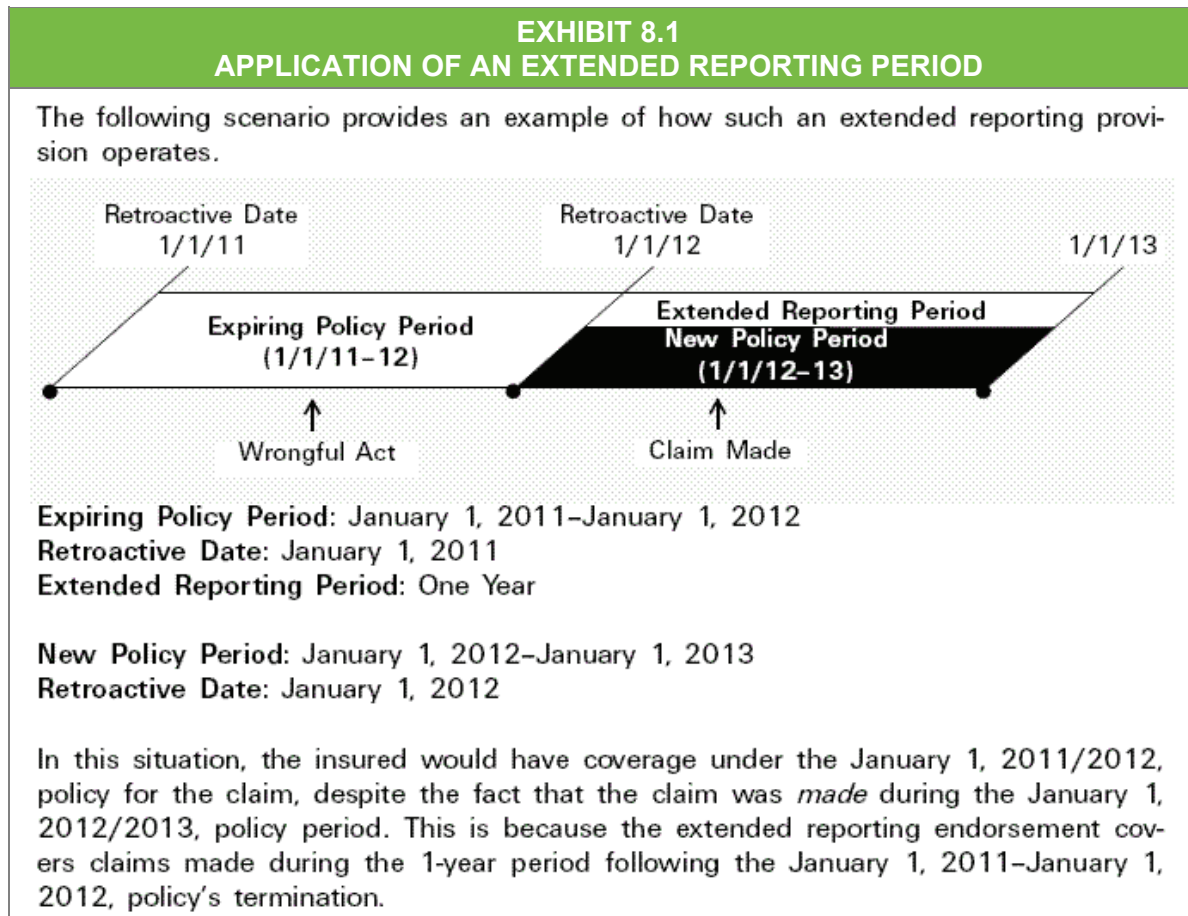 EXHIBIT 8.1
APPLICATION OF AN EXTENDED REPORTING PERIOD
The following scenario provides an example of how such an extended reporting provi-
sion operates.
Retroactive Date
1/1/11
Retroactive Date
1/1/12
1/1/13
Expiring Policy Period
(1/1/11–12)
Extended Reporting Period
New Policy Period
(1/1/12–13)
Wrongful Act
Claim Made
Expiring Policy Period: January 1, 2011–January 1, 2012
Retroactive Date: January 1, 2011
Extended Reporting Period: One Year
New Policy Period: January 1, 2012–January 1, 2013
Retroactive Date: January 1, 2012
In this situation, the insured would have coverage under the January 1, 2011/2012,
policy for the claim, despite the fact that the claim was made during the January 1,
2012/2013, policy period. This is because the extended reporting endorsement cov-
ers claims made during the 1-year period following the January 1, 2011–January 1,
2012, policy's termination.